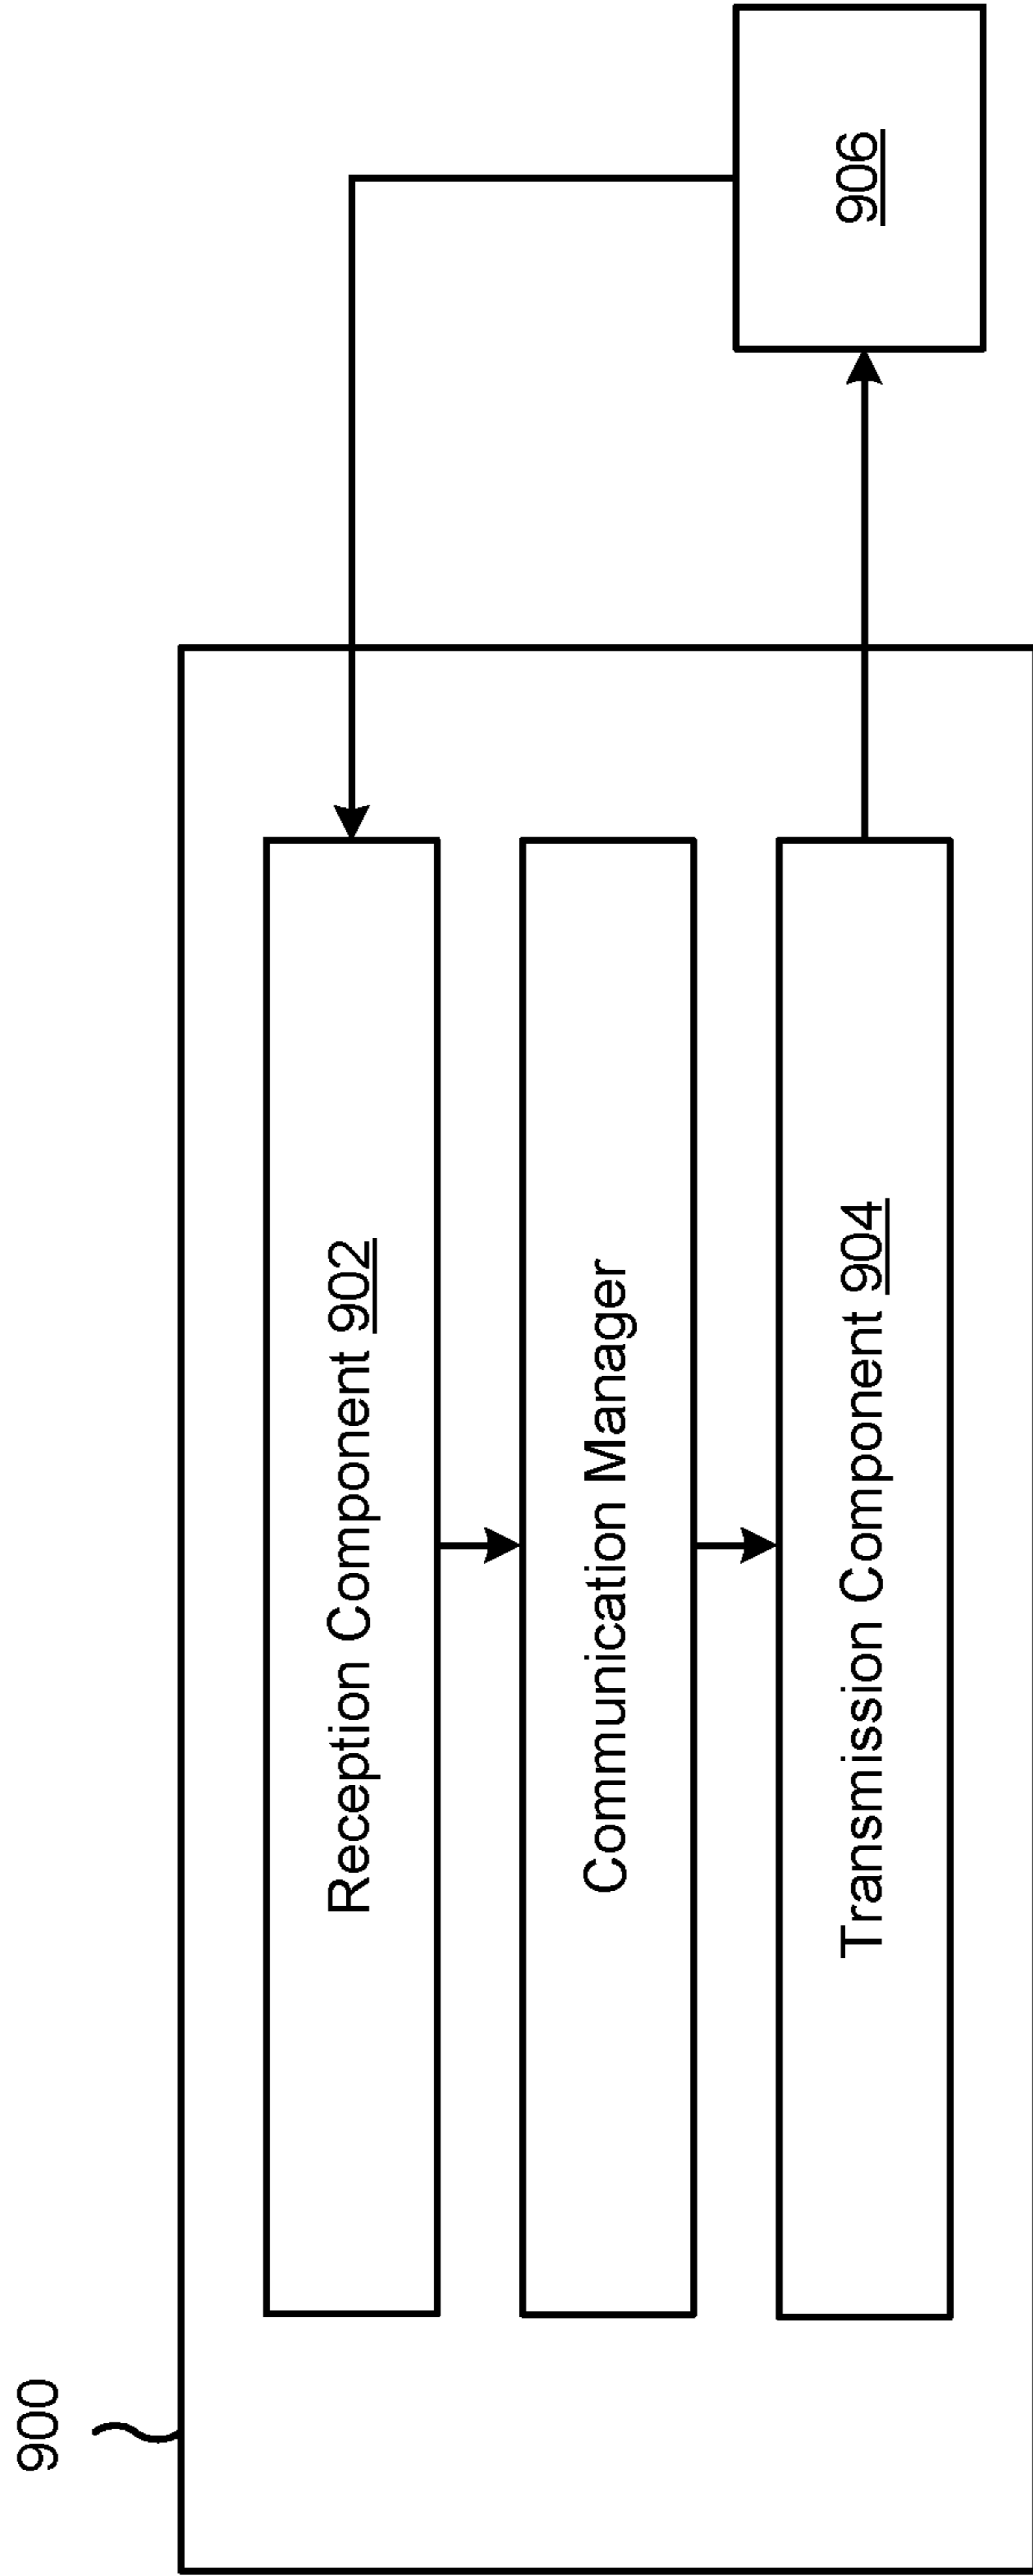 900
Reception Component 902
Communication Manager
Transmission Component 904
906